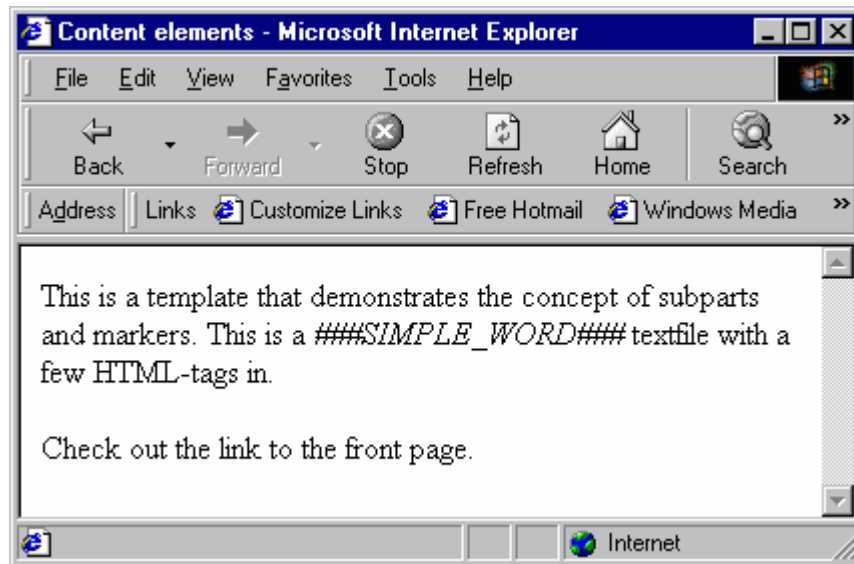 Content elements - Microsoft Internet Explorer
File Edit View Favorites Tools Help
Back Forward Stop Refresh Home Search »
Address Links Customize Links Free Hotmail Windows Media »
This is a template that demonstrates the concept of subparts
and markers. This is a ###SIMPLE_WORD### textfile with a
few HTML-tags in.
Check out the link to the front page.
Internet